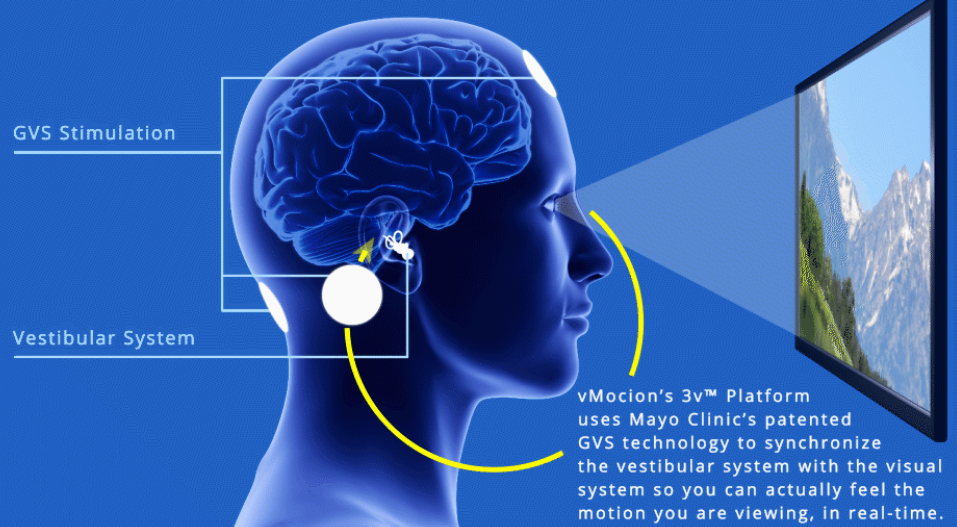 GVS Stimulation
Vestibular System
vMocion’s 3v™ Platform
uses Mayo Clinic’s patented
GVS technology to synchronize
the vestibular system with the visual
system so you can actually feel the
motion you are viewing, in real-time.